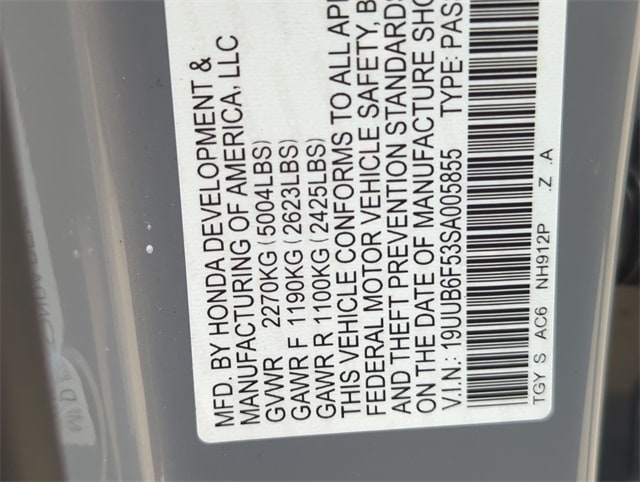 MFD. BY HONDA DEVELOPMENT &
MANUFACTURING OF AMERICA, LLC
GVWR 2270KG (5004LBS)
GAWR F 1190KG (2623LBS)
GAWR R 1100KG (2425LBS)
THIS VEHICLE CONFORMS TO ALL APP
FEDERAL MOTOR VEHICLE SAFETY, B
AND THEFT PREVENTION STANDARDS
ON THE DATE OF MANUFACTURE SHO
V.I.N.: 19UUB6F53SA005855 TYPE: PASS
TGY S AC6 NH912P .Z .A